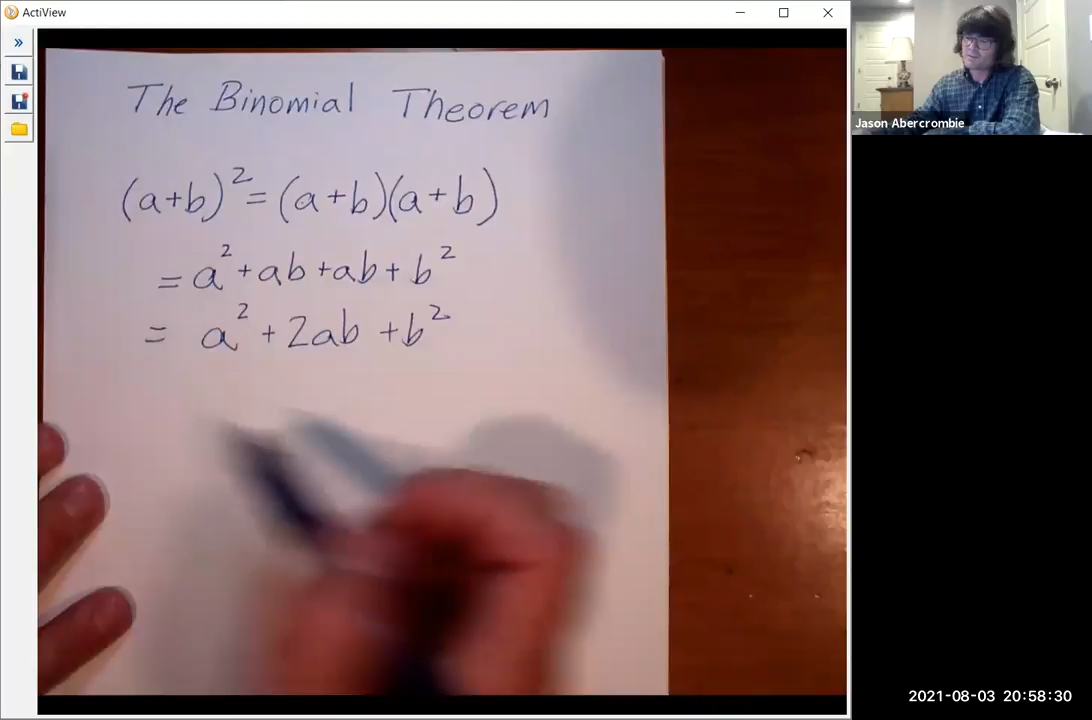 ActiView
The Binomial Theorem
(a+b)²=(a+b)(a+b)
=a²+ab+ab+b²
= a²+2ab+b²
Jason Abercrombie
2021-08-03 20:58:30